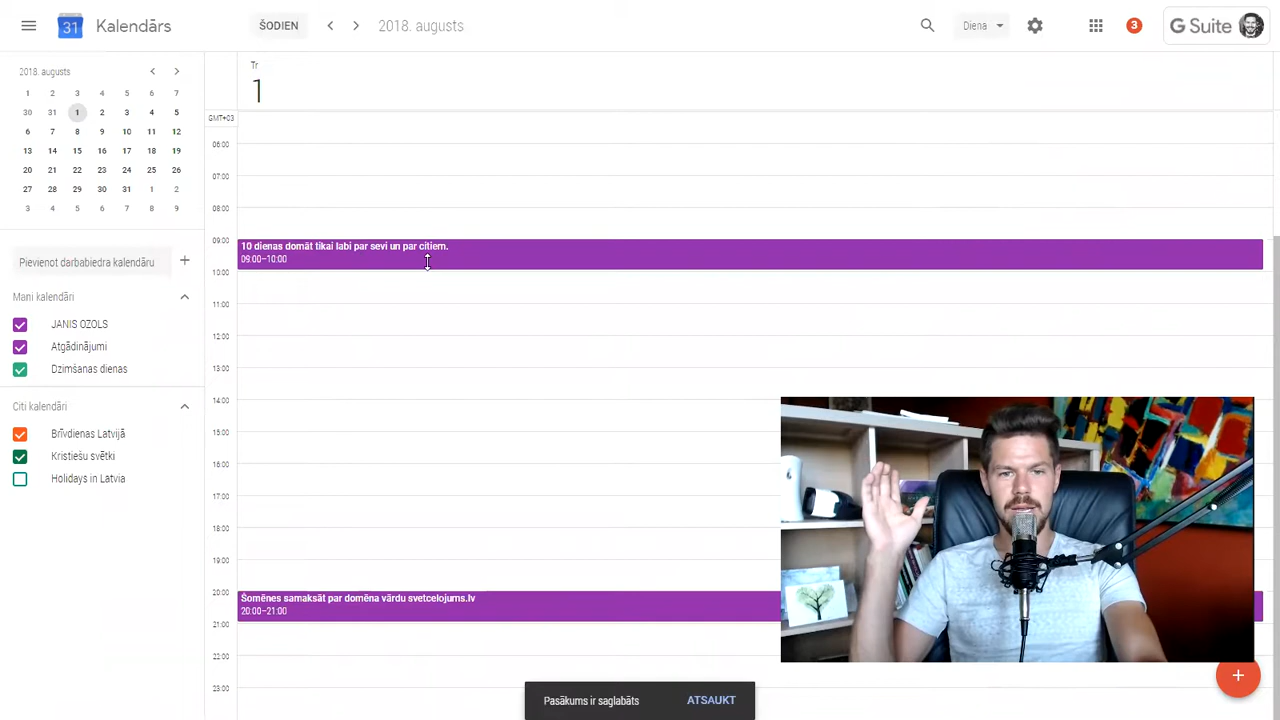 31 Kalendārs ŠODIEN 2018. augusts Diena 3 G Suite
2018. augusts
1 2 3 4 5 6 7
30 31 1 2 3 4 5
6 7 8 9 10 11 12
13 14 15 16 17 18 19
20 21 22 23 24 25 26
27 28 29 30 31 1 2
3 4 5 6 7 8 9
Pievienot darbabiedra kalendāru
Mani kalendāri
JANIS OZOLS
Atgādinājumi
Dzimšanas dienas
Citi kalendāri
Brīvdienas Latvijā
Kristiešu svētki
Holidays in Latvia
Tr
1
GMT+03
06:00
07:00
08:00
09:00
10 dienas domāt tikai labi par sevi un par citiem.
09:00–10:00
10:00
11:00
12:00
13:00
14:00
15:00
16:00
17:00
18:00
19:00
20:00
Šomēnes samaksāt par domēna vārdu svetcelojums.lv
20:00–21:00
21:00
22:00
23:00
Pasākums ir saglabāts ATSAUKT